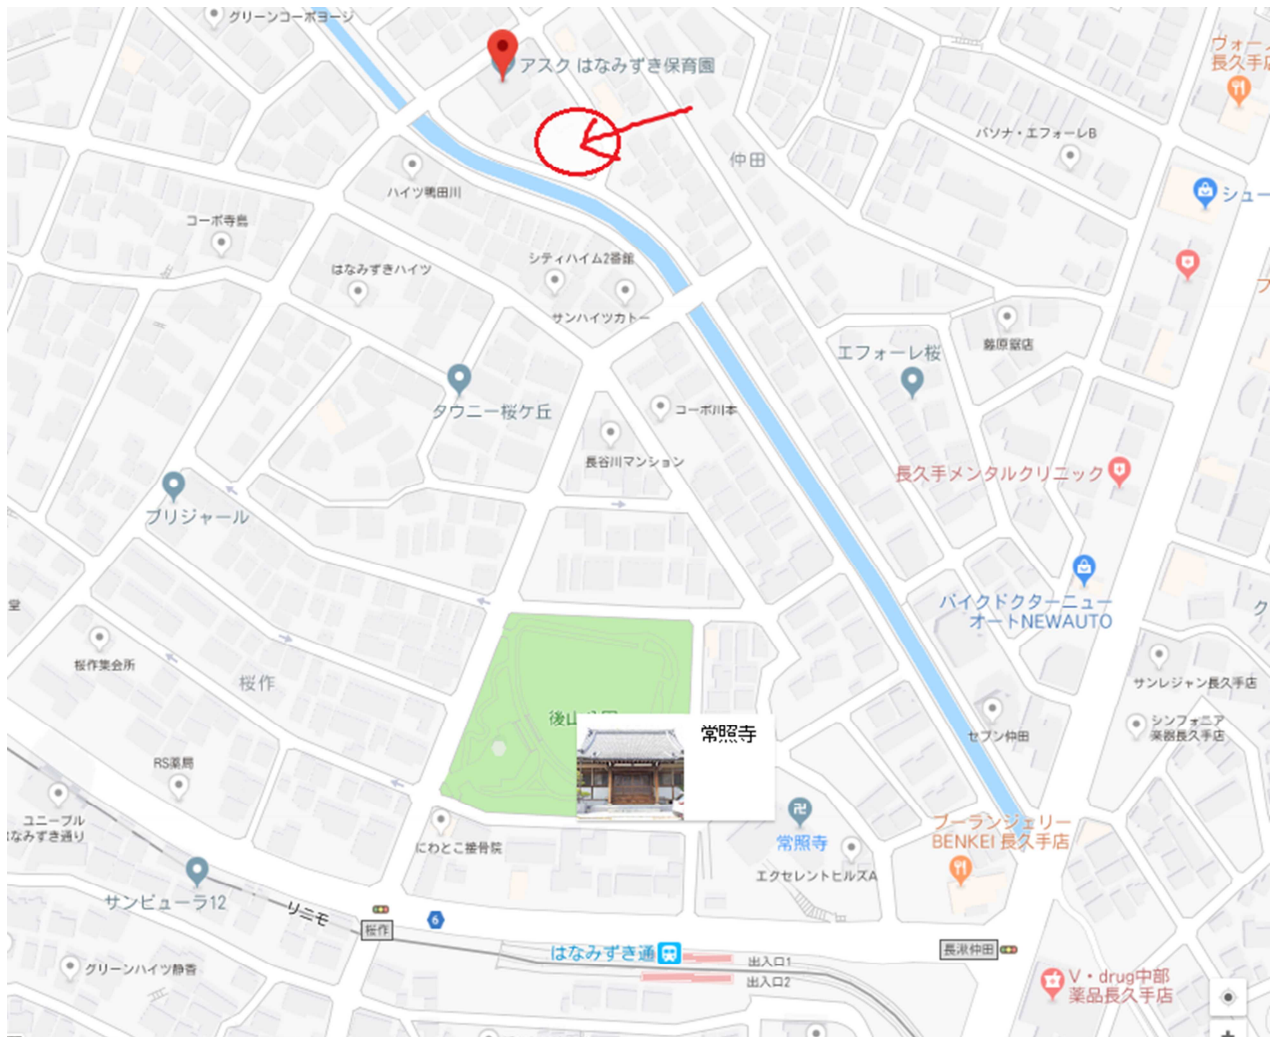 グリーンコーポヨージ
アスク はなみずき保育園
ヴォー
長久手店
パソナ・エフォーレB
仲田
ハイツ鴨田川
シュー
コーポ寺島
はなみずきハイツ
シティハイム2番館
サンハイツカトー
藤原鋸店
エフォーレ桜
タウニー桜ケ丘
コーポ川本
長谷川マンション
長久手メンタルクリニック
ブリジャール
バイクドクターニュー
オートNEWAUTO
堂
ク
桜作集会所
桜作
サンレジャン長久手店
後山公園
常照寺
シンフォニア
楽器長久手店
セブン仲田
RS薬局
ユニーブル
はなみずき通り
にわとこ接骨院
常照寺
エクセレントヒルズA
ブーランジェリー
BENKEI 長久手店
サンビューラ12
リニモ
桜作
6
はなみずき通
出入口1
出入口2
長湫仲田
グリーンハイツ静香
V・drug中部
薬品長久手店